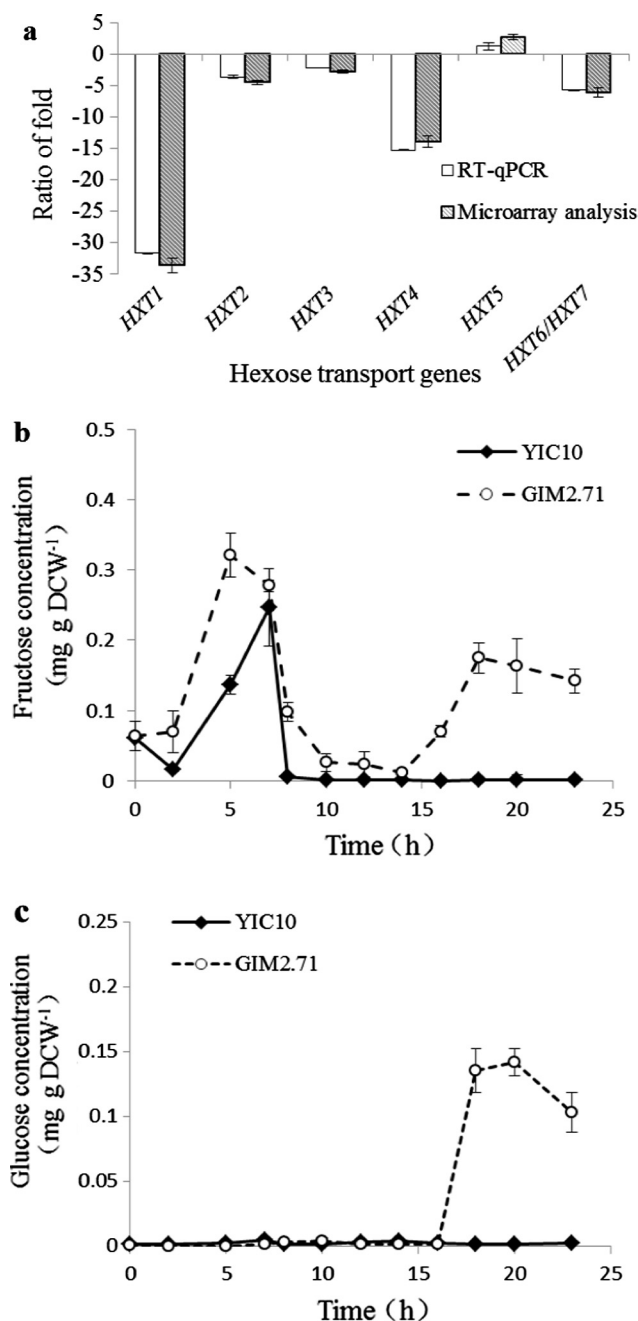 a
5
0
-5
-10
-15
-20
-25
-30
-35
Ratio of fold
RT-qPCR
Microarray analysis
HXT1
HXT2
HXT3
HXT4
HXT5
HXT6/HXT7
Hexose transport genes
b
0.5
0.4
0.3
0.2
0.1
0
Fructose concentration
(mg g DCW-1)
YIC10
GIM2.71
0 5 10 15 20 25
Time (h)
c
0.25
0.2
0.15
0.1
0.05
0
Glucose concentration
(mg g DCW-1)
YIC10
GIM2.71
0 5 10 15 20 25
Time (h)